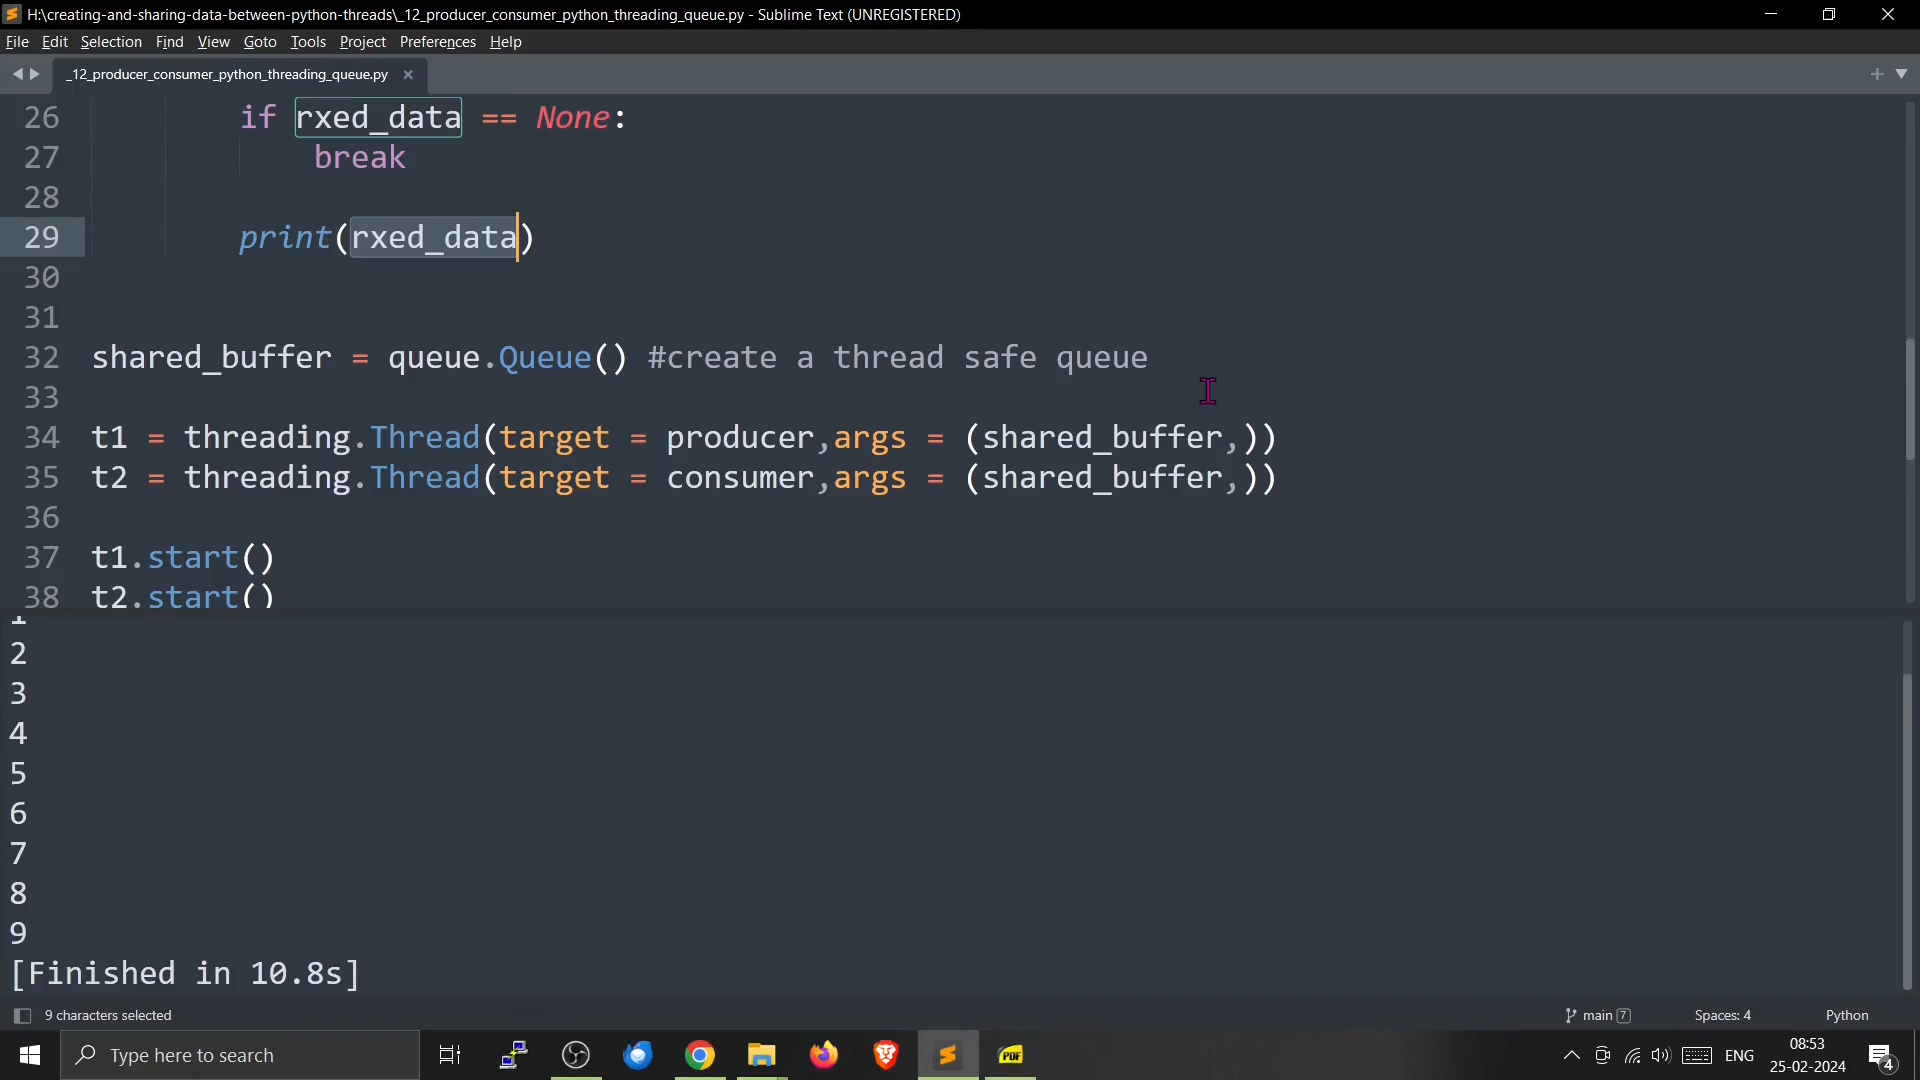 H:\creating-and-sharing-data-between-python-threads\_12_producer_consumer_python_threading_queue.py - Sublime Text (UNREGISTERED)
File Edit Selection Find View Goto Tools Project Preferences Help
_12_producer_consumer_python_threading_queue.py
26 if rxed_data == None:
27 break
28
29 print(rxed_data)
30
31
32 shared_buffer = queue.Queue() #create a thread safe queue
33
34 t1 = threading.Thread(target = producer,args = (shared_buffer,))
35 t2 = threading.Thread(target = consumer,args = (shared_buffer,))
36
37 t1.start()
38 t2.start()
1
2
3
4
5
6
7
8
9
[Finished in 10.8s]
9 characters selected main 7 Spaces: 4 Python
Type here to search PDF ENG 08:53
25-02-2024 4